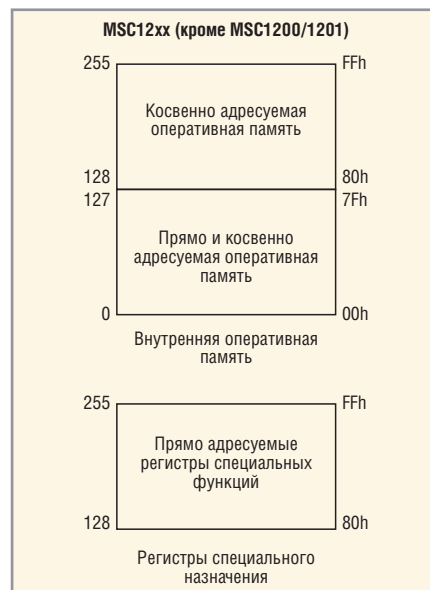 MSC12xx (кроме MSC1200/1201)
255 FFh
Косвенно адресуемая
оперативная память
128 80h
127 7Fh
Прямо и косвенно
адресуемая оперативная
память
0 00h
Внутренняя оперативная
память
255 FFh
Прямо адресуемые
регистры специальных
функций
128 80h
Регистры специального
назначения